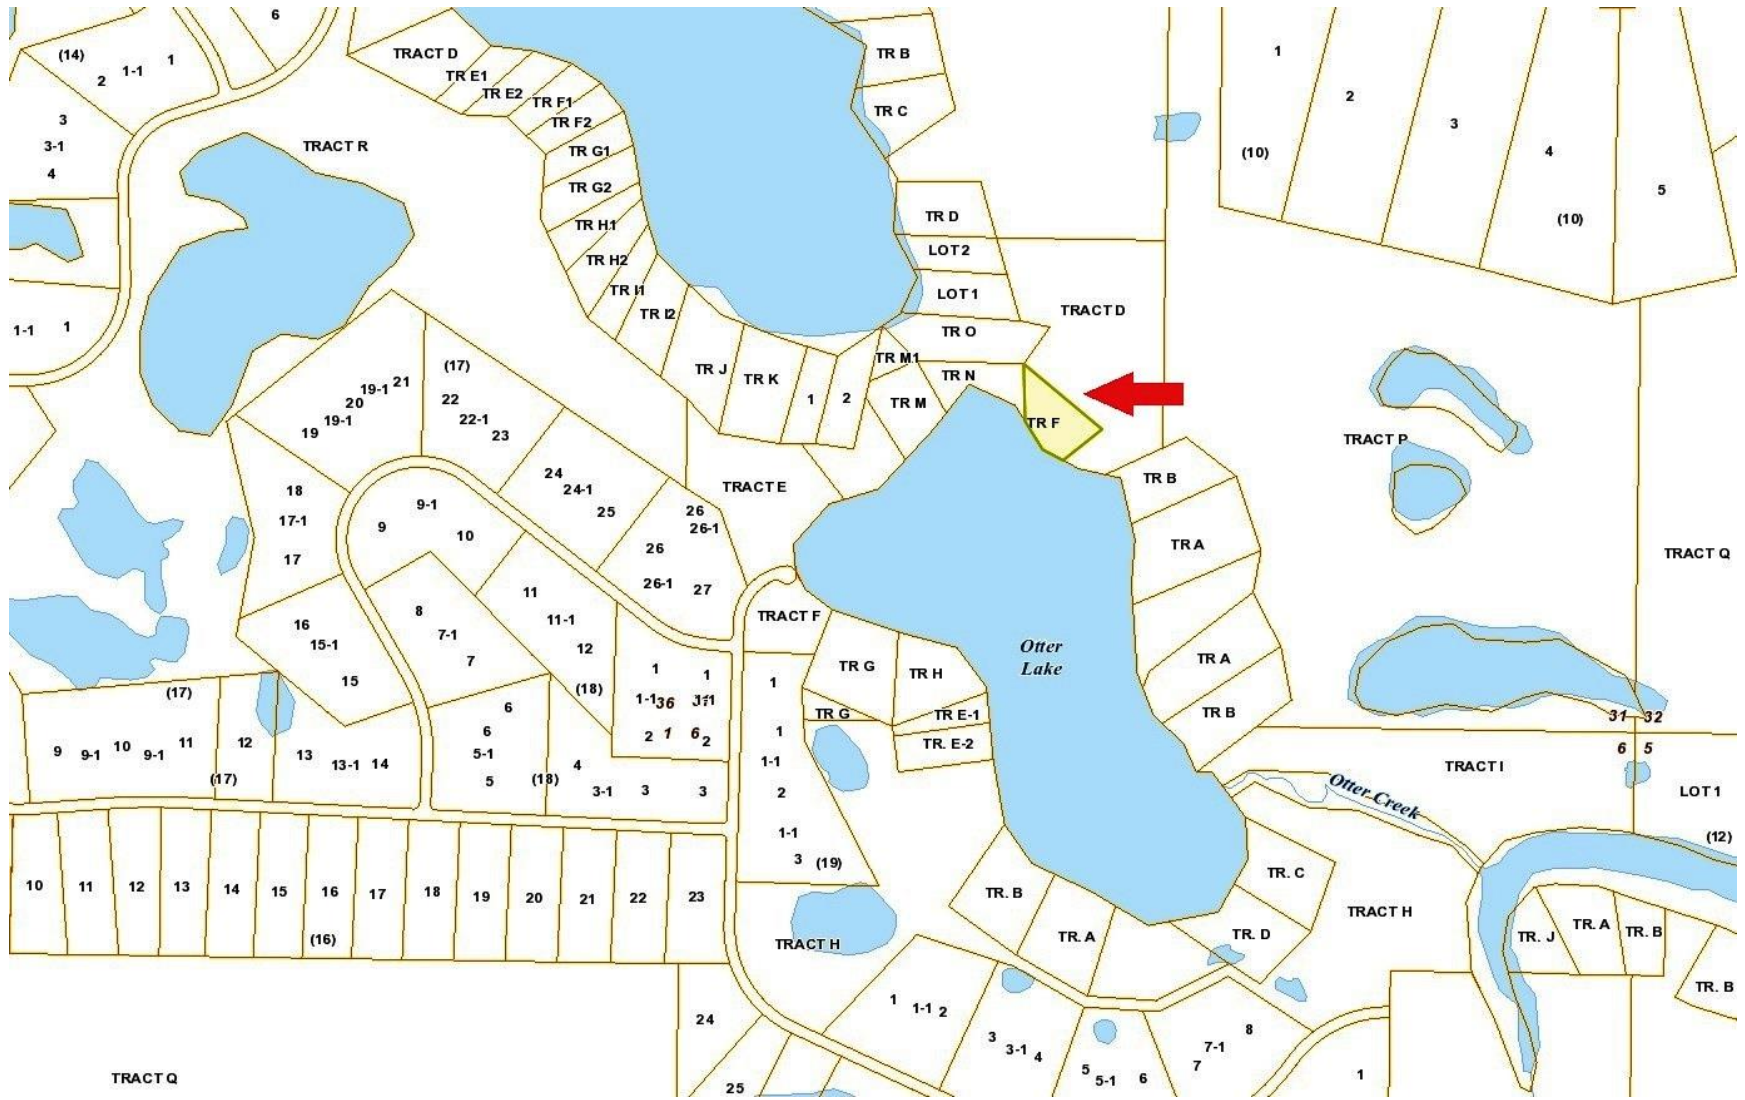 6
(14)
2
1-1
1
3
3-1
4
TRACT R
TRACT D
TR E1
TR E2
TR F1
TR F2
TR G1
TR G2
TR H1
TR H2
TR I1
TR I2
TR J
TR K
1
2
TR B
TR C
TR D
LOT 2
LOT 1
TR O
TRACT D
TR M1
TR N
TR M
TR F
1
2
3
4
5
(10)
(10)
1-1
1
(17)
19-1
21
20
19-1
19
22
22-1
23
24
24-1
25
TRACT E
26
26-1
26
26-1
27
18
17-1
17
9-1
9
10
TR B
TR A
TRACT P
TRACT Q
16
15-1
15
8
7-1
7
11
11-1
12
(18)
TRACT F
TR G
TR H
TR G
TR E-1
TR. E-2
Otter
Lake
TR A
TR B
1
1
1-1
36
31
1-1
2
1
6
2
(17)
9
9-1
10
9-1
11
12
(17)
13
13-1
14
6
6
5-1
5
(18)
4
3-1
3
3
1
1
1-1
2
1-1
3
(19)
31
32
6
5
TRACT I
Otter Creek
LOT 1
(12)
10
11
12
13
14
15
16
17
18
19
20
21
22
23
(16)
TR. B
TR. A
TR. C
TR. D
TRACT H
TRACT H
TR. J
TR. A
TR. B
TR. B
TRACT Q
24
25
1
1-1
2
3
3-1
4
5
5-1
6
7
7-1
8
1